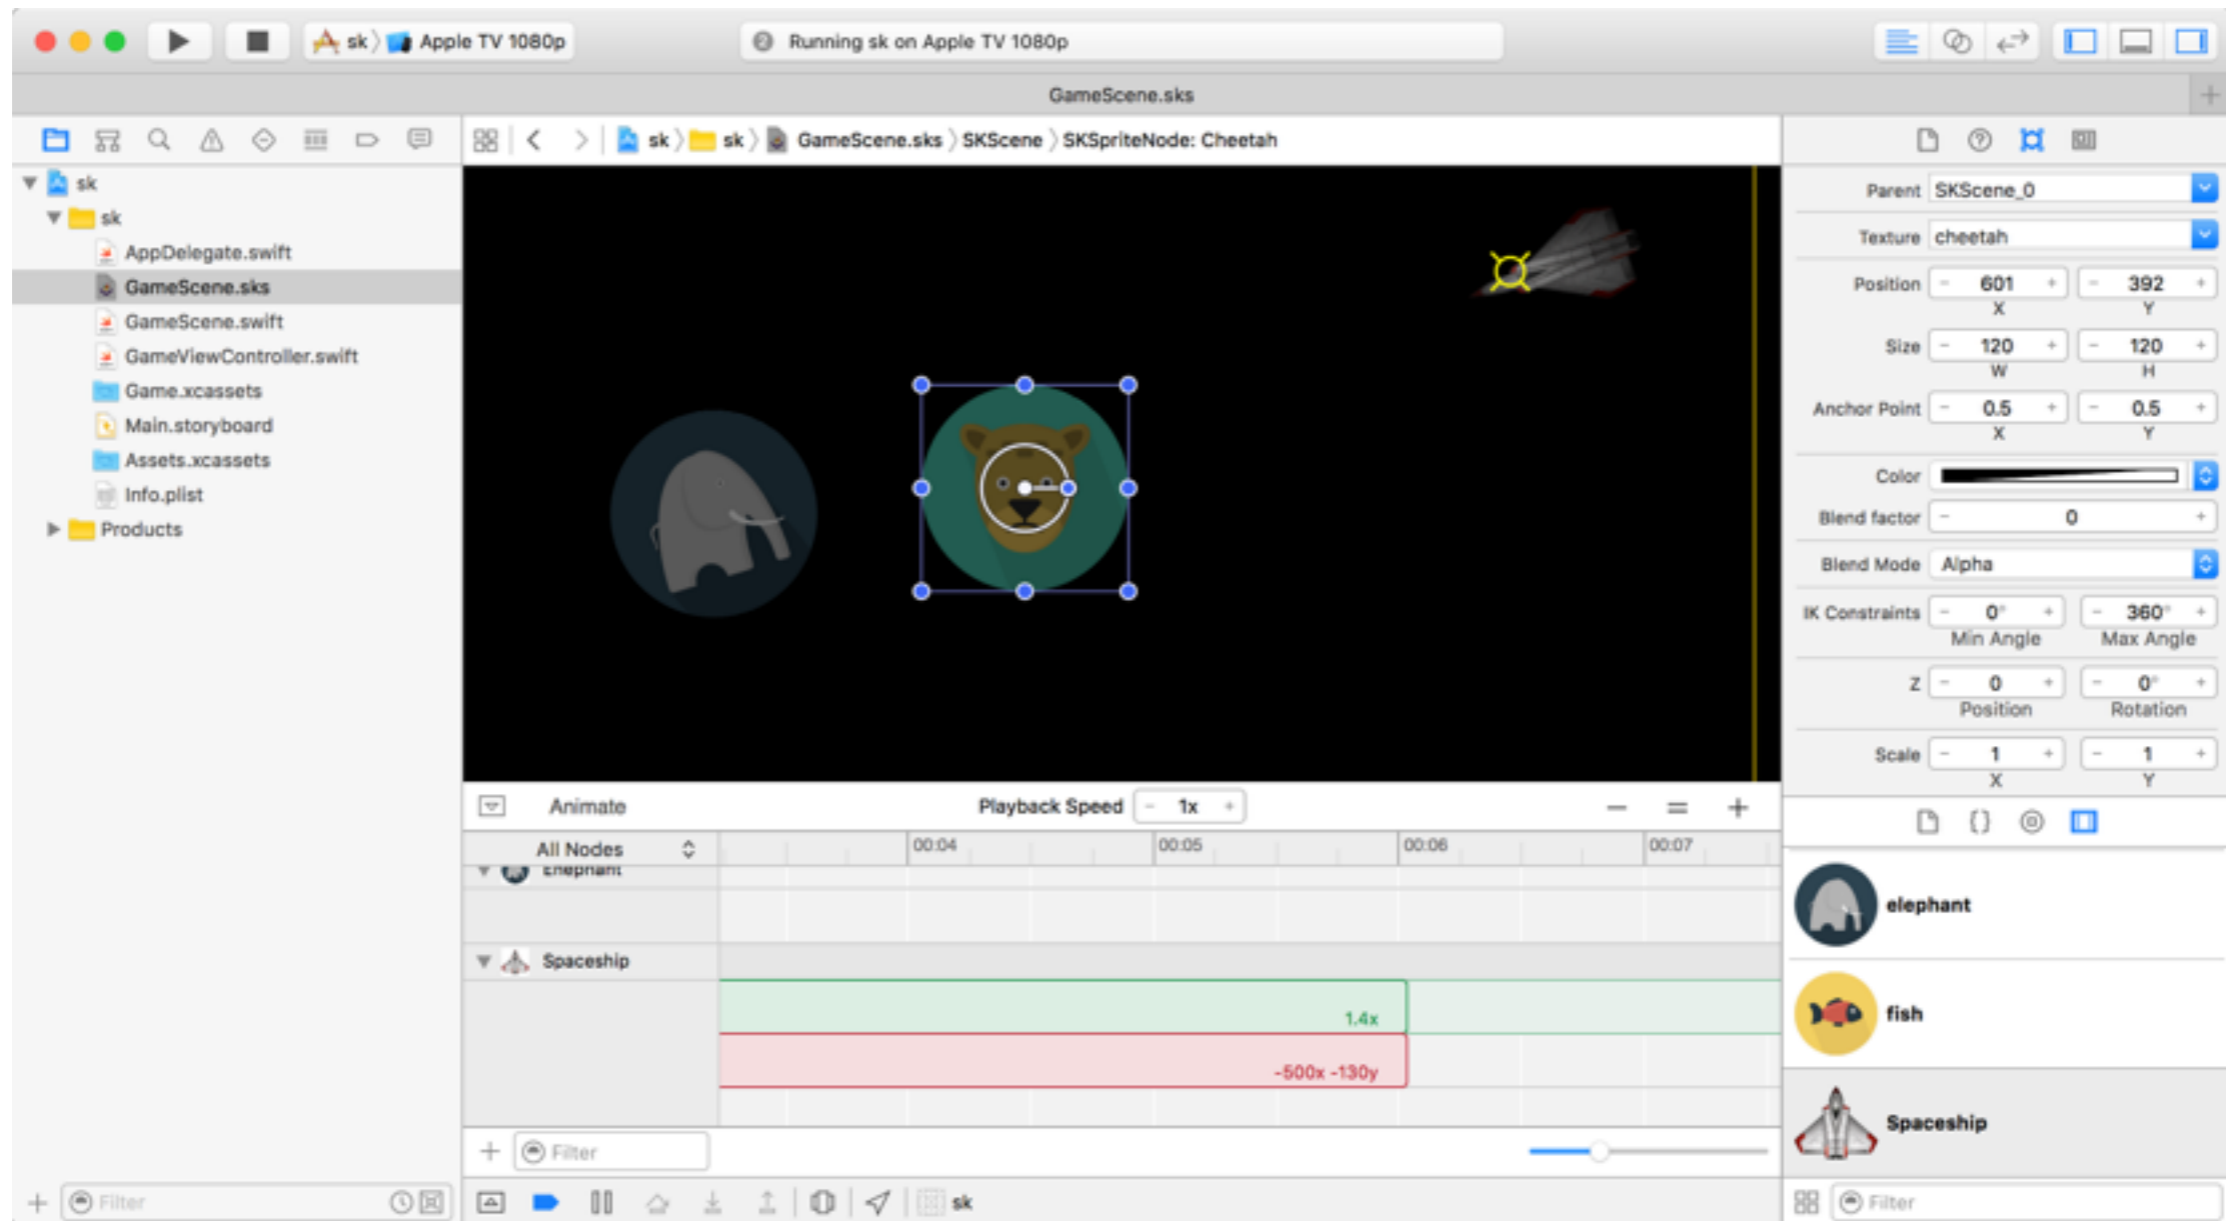 sk Apple TV 1080p
2 Running sk on Apple TV 1080p
GameScene.sks
sk sk GameScene.sks SKScene SKSpriteNode: Cheetah
sk
sk
AppDelegate.swift
GameScene.sks
GameScene.swift
GameViewController.swift
Game.xcassets
Main.storyboard
Assets.xcassets
Info.plist
Products
Filter
Animate
Playback Speed - 1x +
All Nodes
00:04 00:05 00:06 00:07
Enephant
Spaceship
1.4x
-500x -130y
Filter
sk
Parent SKScene_0
Texture cheetah
Position - 601 + - 392 +
X Y
Size - 120 + - 120 +
W H
Anchor Point - 0.5 + - 0.5 +
X Y
Color
Blend factor - 0 +
Blend Mode Alpha
IK Constraints - 0° + - 360° +
Min Angle Max Angle
Z - 0 + - 0° +
Position Rotation
Scale - 1 + - 1 +
X Y
elephant
fish
Spaceship
Filter